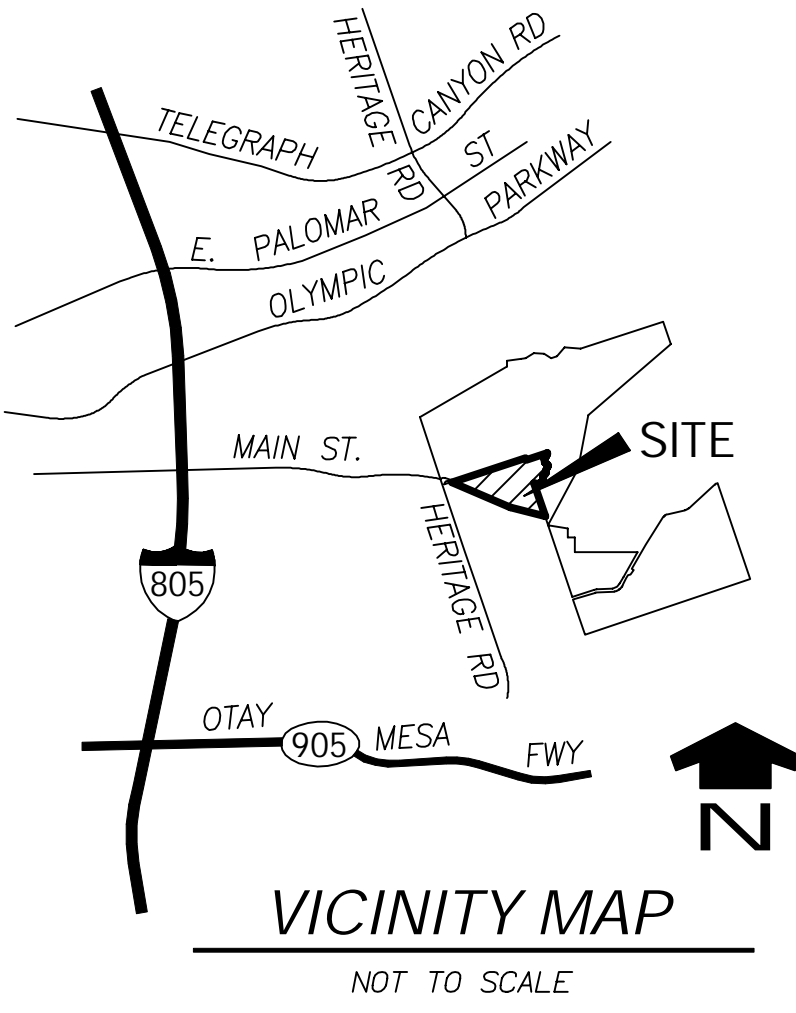 HERITAGE RD
CANYON RD
TELEGRAPH
ST
PARKWAY
E. PALOMAR
OLYMPIC
SITE
MAIN ST.
HERITAGE RD
805
OTAY
905
MESA
FWY
N
VICINITY MAP
NOT TO SCALE